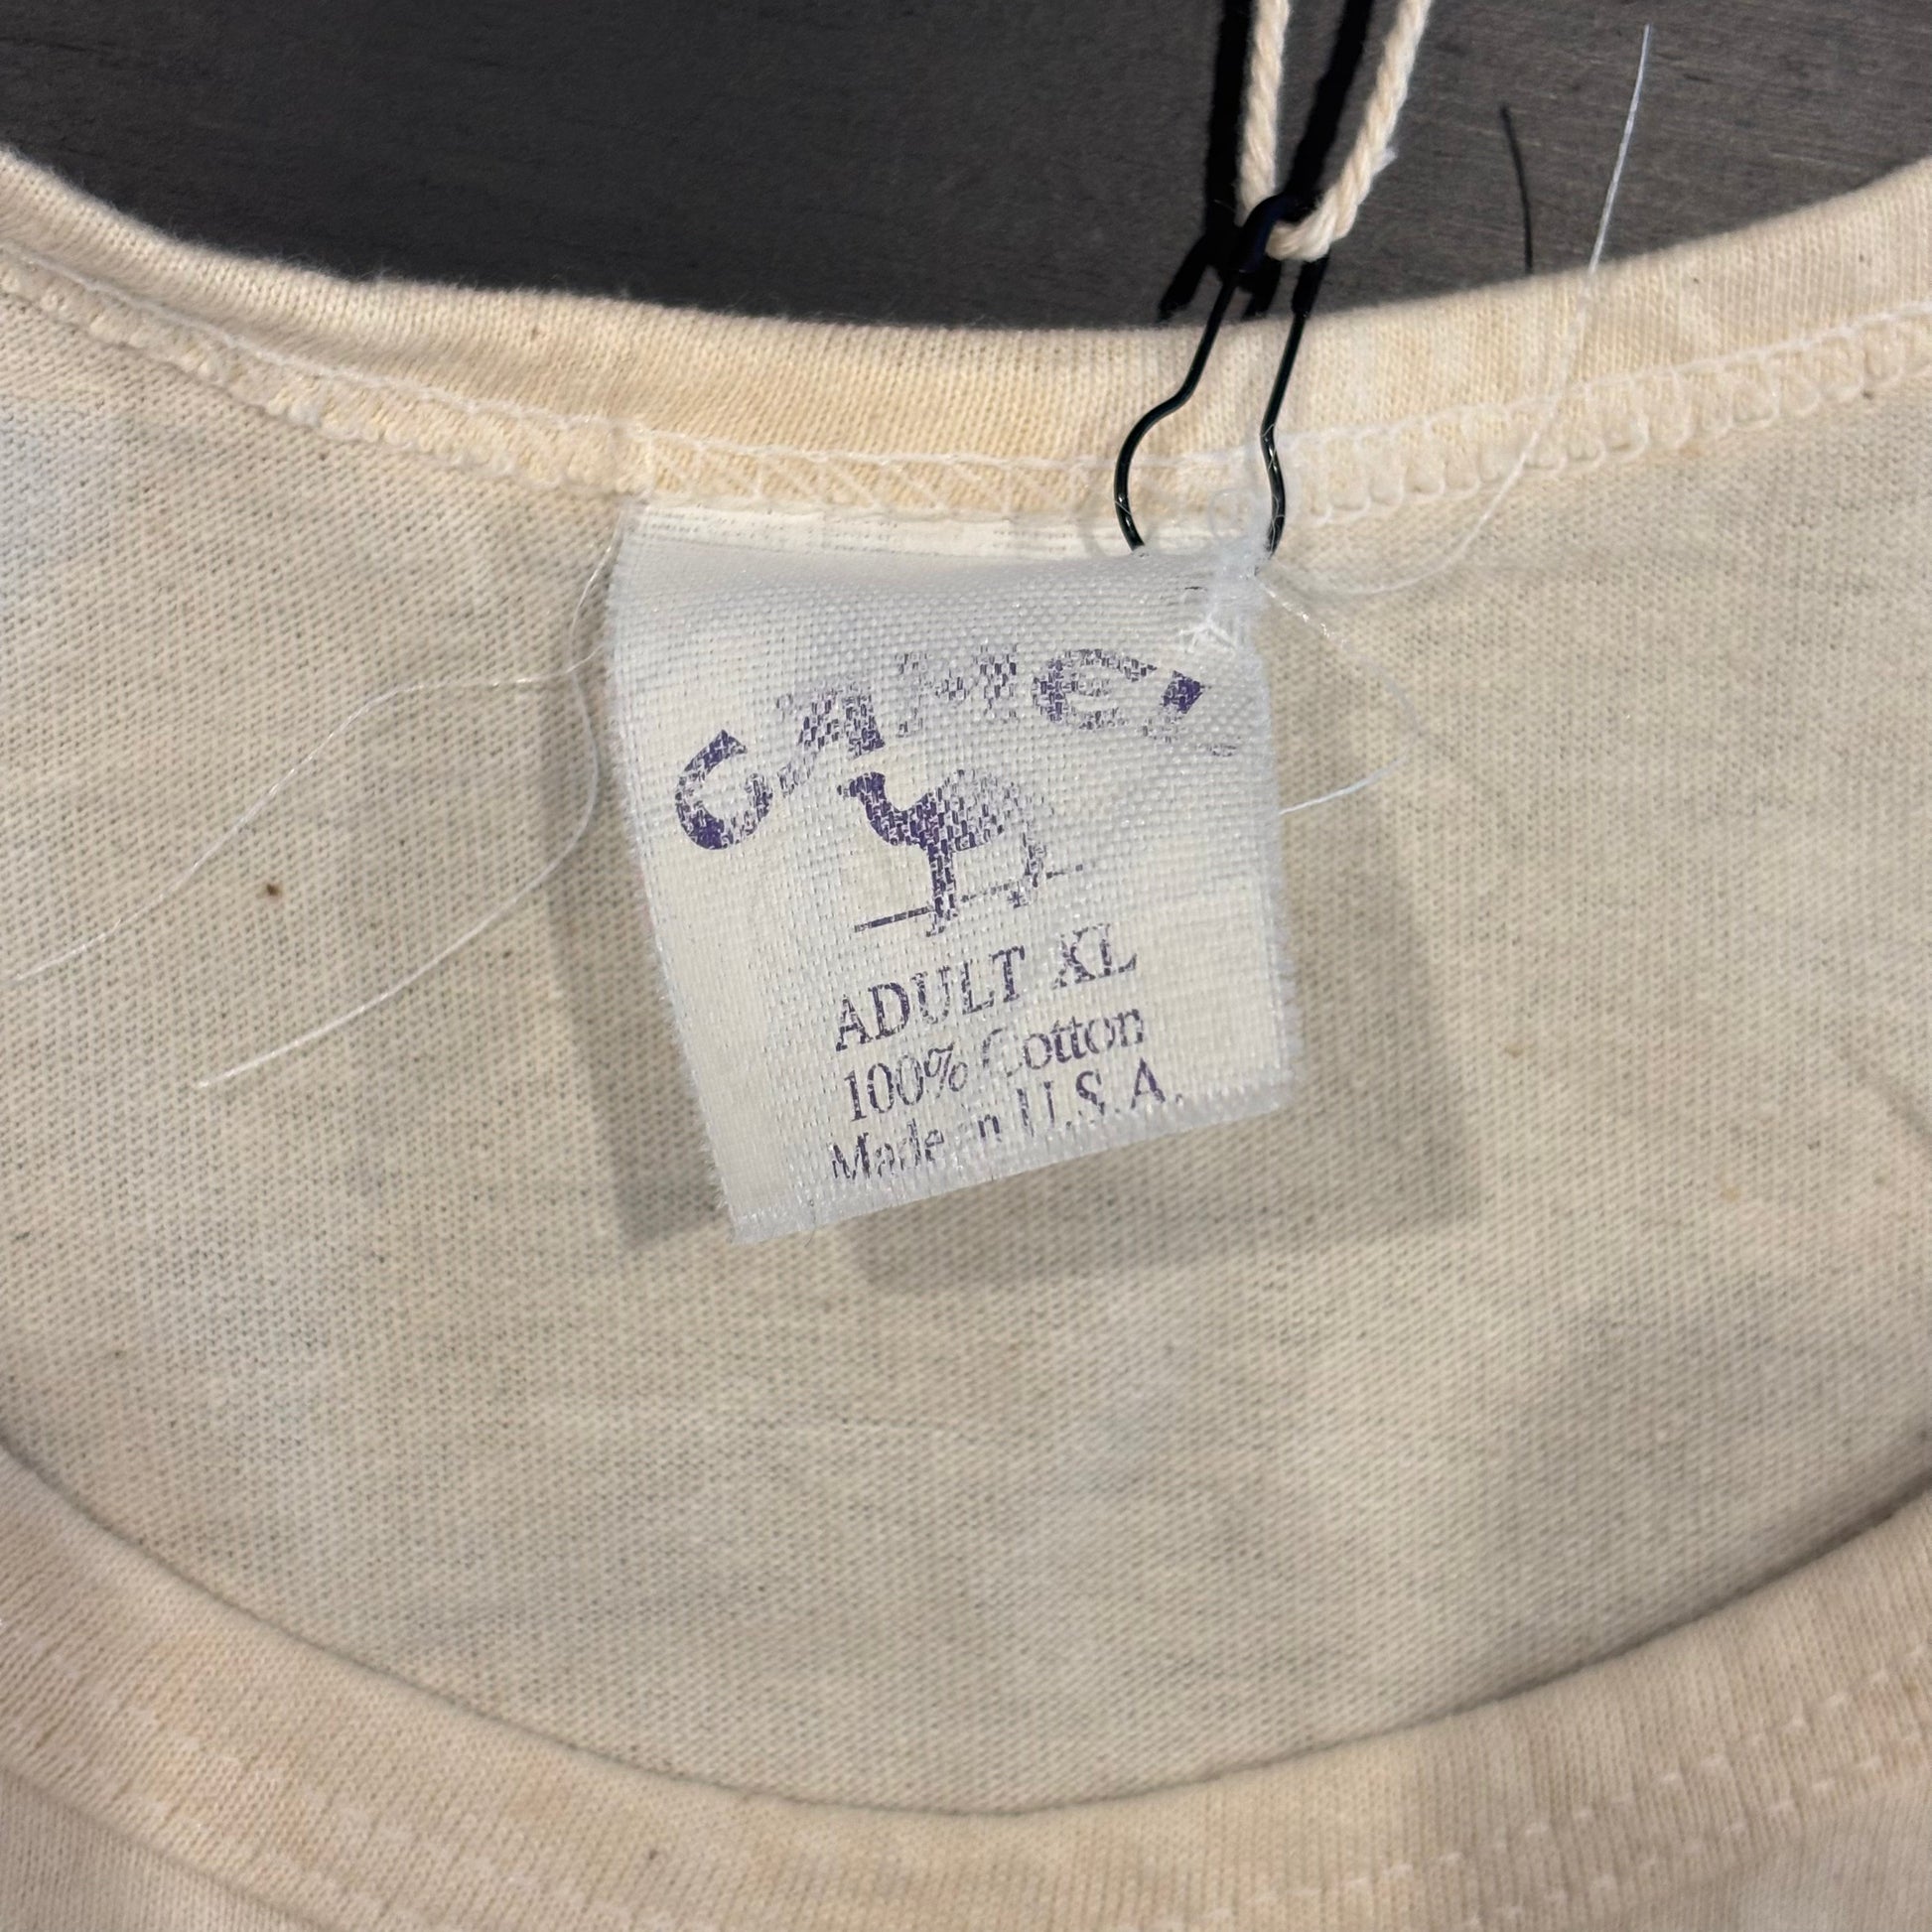 CAMEL
ADULT XL
100% Cotton
Made in U.S.A.